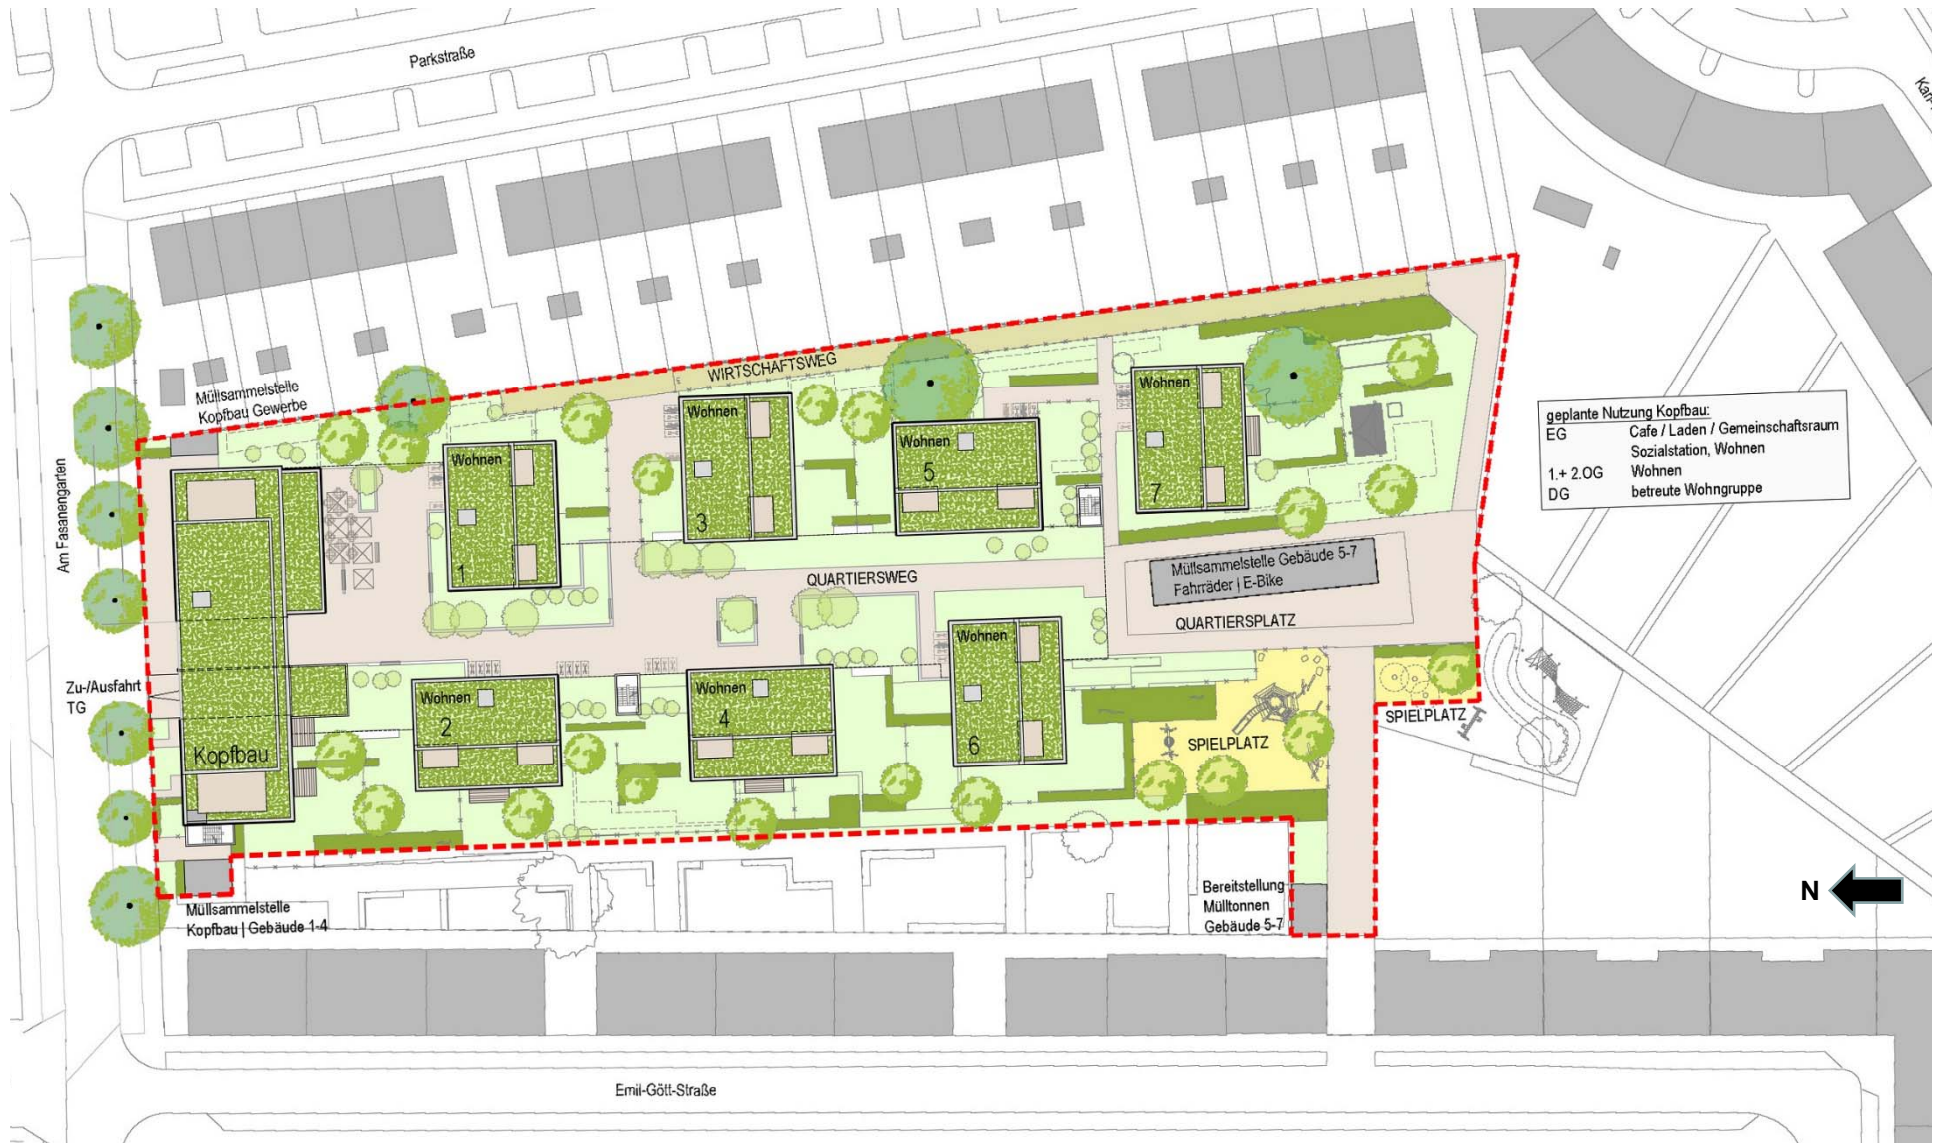 Parkstraße
WIRTSCHAFTSWEG
Müllsammelstelle
Kopfbau Gewerbe
Am Fasanengarten
geplante Nutzung Kopfbau:
EG Cafe / Laden / Gemeinschaftsraum
Sozialstation, Wohnen
1.+ 2.OG Wohnen
DG betreute Wohngruppe
Wohnen
1
Wohnen
3
Wohnen
5
Wohnen
7
QUARTIERSWEG
Müllsammelstelle Gebäude 5-7
Fahrräder | E-Bike
QUARTIERSPLATZ
Zu-/Ausfahrt
TG
Kopfbau
Wohnen
2
Wohnen
4
Wohnen
6
SPIELPLATZ
SPIELPLATZ
Müllsammelstelle
Kopfbau | Gebäude 1-4
Bereitstellung
Mülltonnen
Gebäude 5-7
N
Emil-Gött-Straße